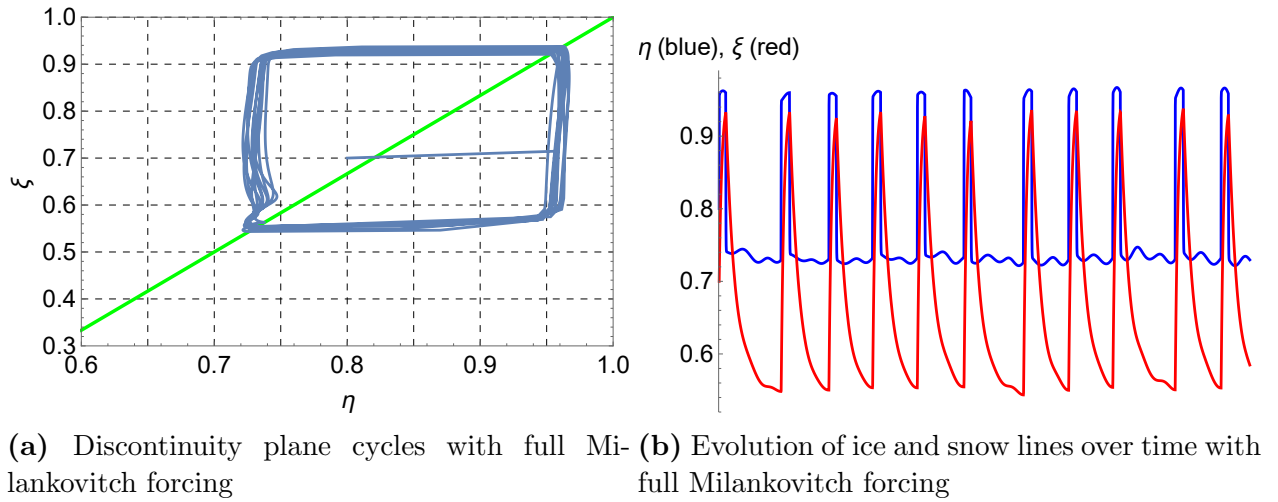 1.0
0.9
0.8
0.7
0.6
0.5
0.4
0.3
ξ
0.6
0.7
0.8
0.9
1.0
η
η (blue), ξ (red)
0.9
0.8
0.7
0.6
(a) Discontinuity plane cycles with full Mi-
lankovitch forcing
(b) Evolution of ice and snow lines over time with
full Milankovitch forcing